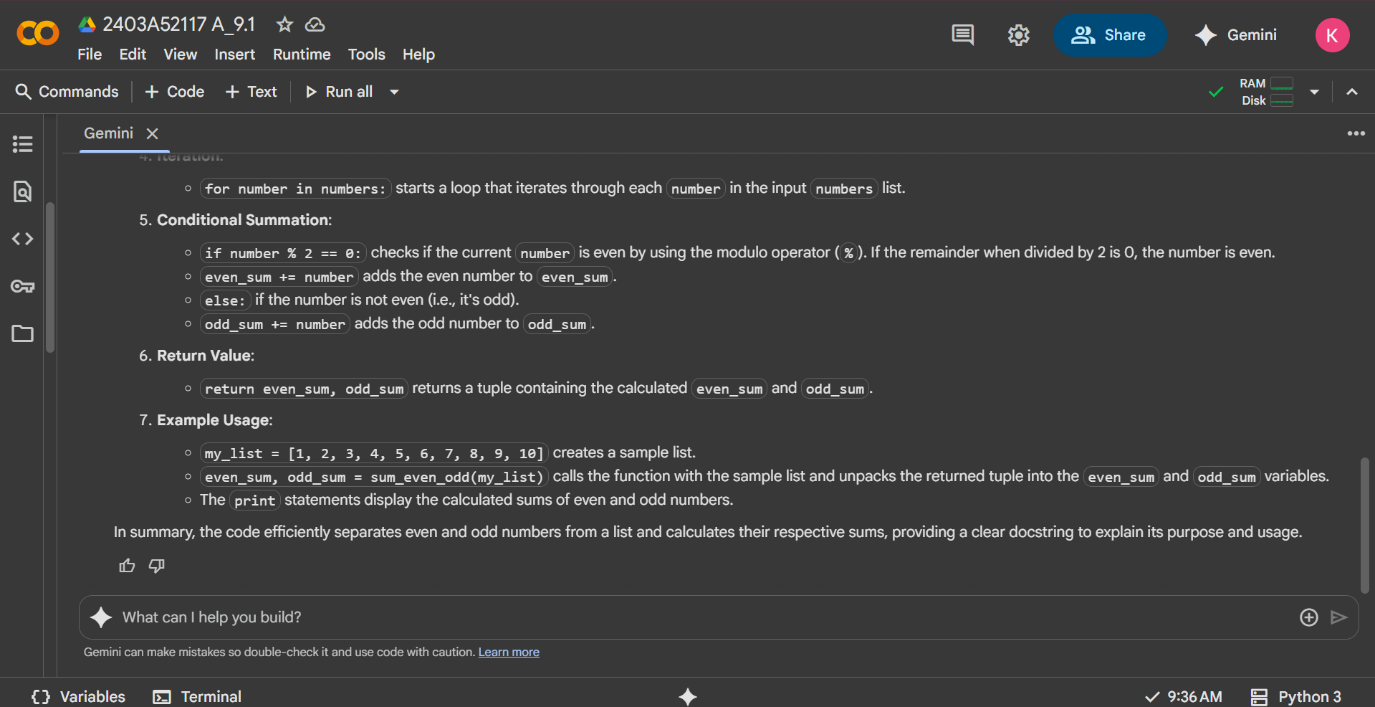 2403A52117 A_9.1
File Edit View Insert Runtime Tools Help
Share
Gemini
K
Commands + Code + Text Run all
RAM
Disk
Gemini
4. Iteration:
for number in numbers: starts a loop that iterates through each number in the input numbers list.
5. Conditional Summation:
if number % 2 == 0: checks if the current number is even by using the modulo operator (%). If the remainder when divided by 2 is 0, the number is even.
even_sum += number adds the even number to even_sum.
else: if the number is not even (i.e., it's odd).
odd_sum += number adds the odd number to odd_sum.
6. Return Value:
return even_sum, odd_sum returns a tuple containing the calculated even_sum and odd_sum.
7. Example Usage:
my_list = [1, 2, 3, 4, 5, 6, 7, 8, 9, 10] creates a sample list.
even_sum, odd_sum = sum_even_odd(my_list) calls the function with the sample list and unpacks the returned tuple into the even_sum and odd_sum variables.
The print statements display the calculated sums of even and odd numbers.
In summary, the code efficiently separates even and odd numbers from a list and calculates their respective sums, providing a clear docstring to explain its purpose and usage.
What can I help you build?
Gemini can make mistakes so double-check it and use code with caution. Learn more
{} Variables Terminal
9:36 AM Python 3